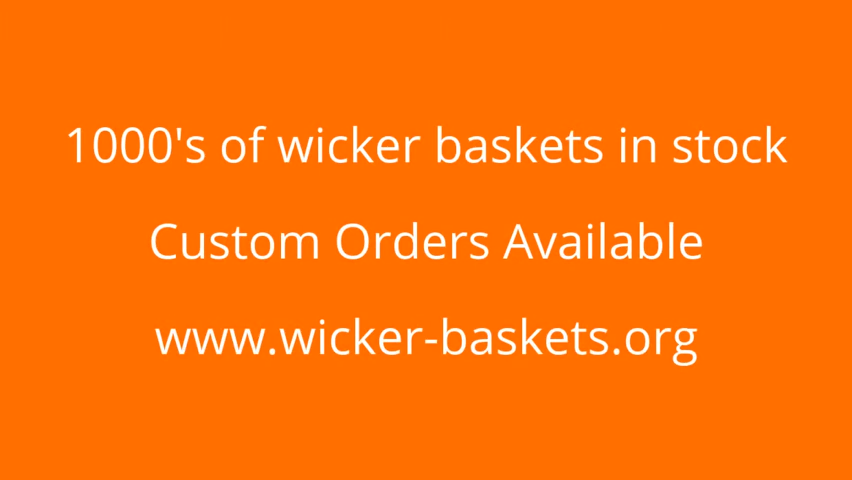 1000's of wicker baskets in stock
Custom Orders Available
www.wicker-baskets.org